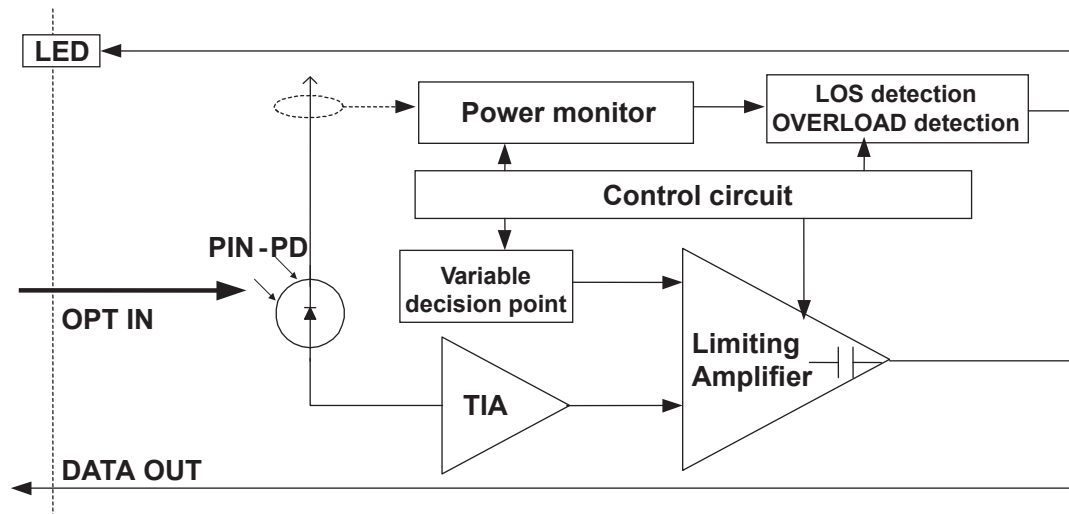 LED
Power monitor
LOS detection
OVERLOAD detection
Control circuit
PIN-PD
Variable
decision point
OPT IN
Limiting
Amplifier
TIA
DATA OUT